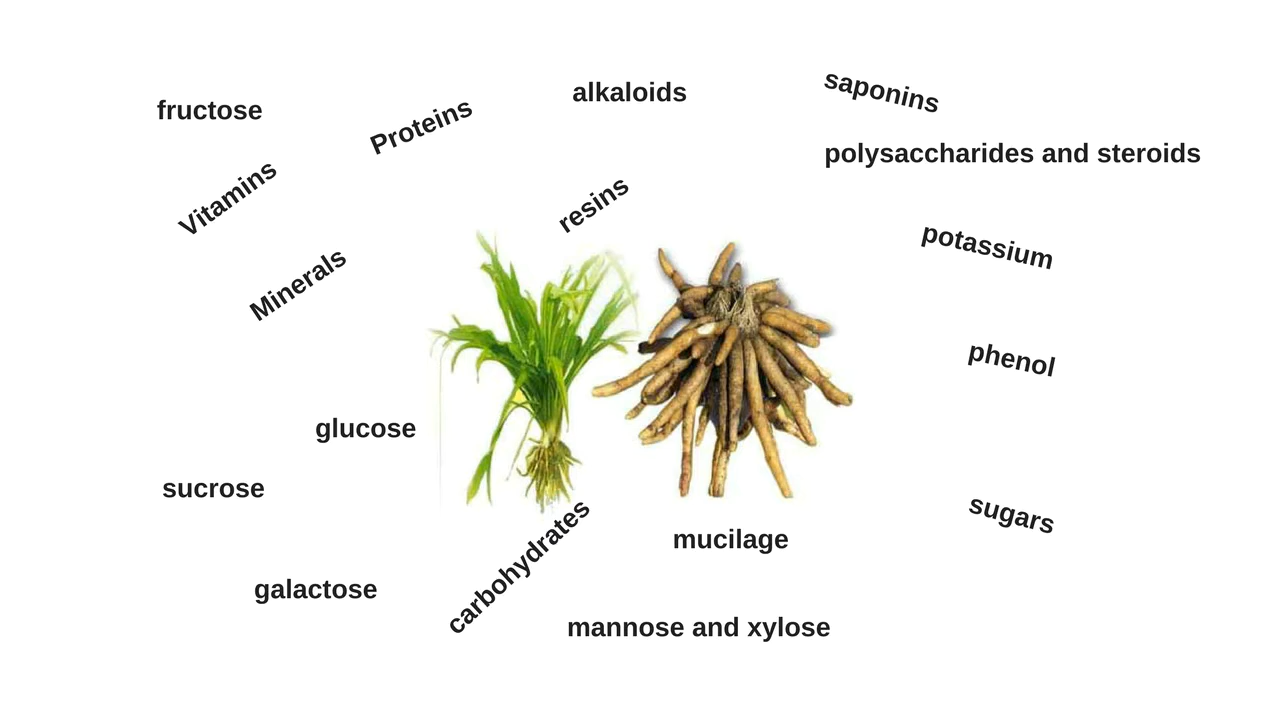 fructose
Proteins
alkaloids
saponins
polysaccharides and steroids
Vitamins
resins
potassium
Minerals
phenol
glucose
sucrose
sugars
mucilage
carbohydrates
galactose
mannose and xylose